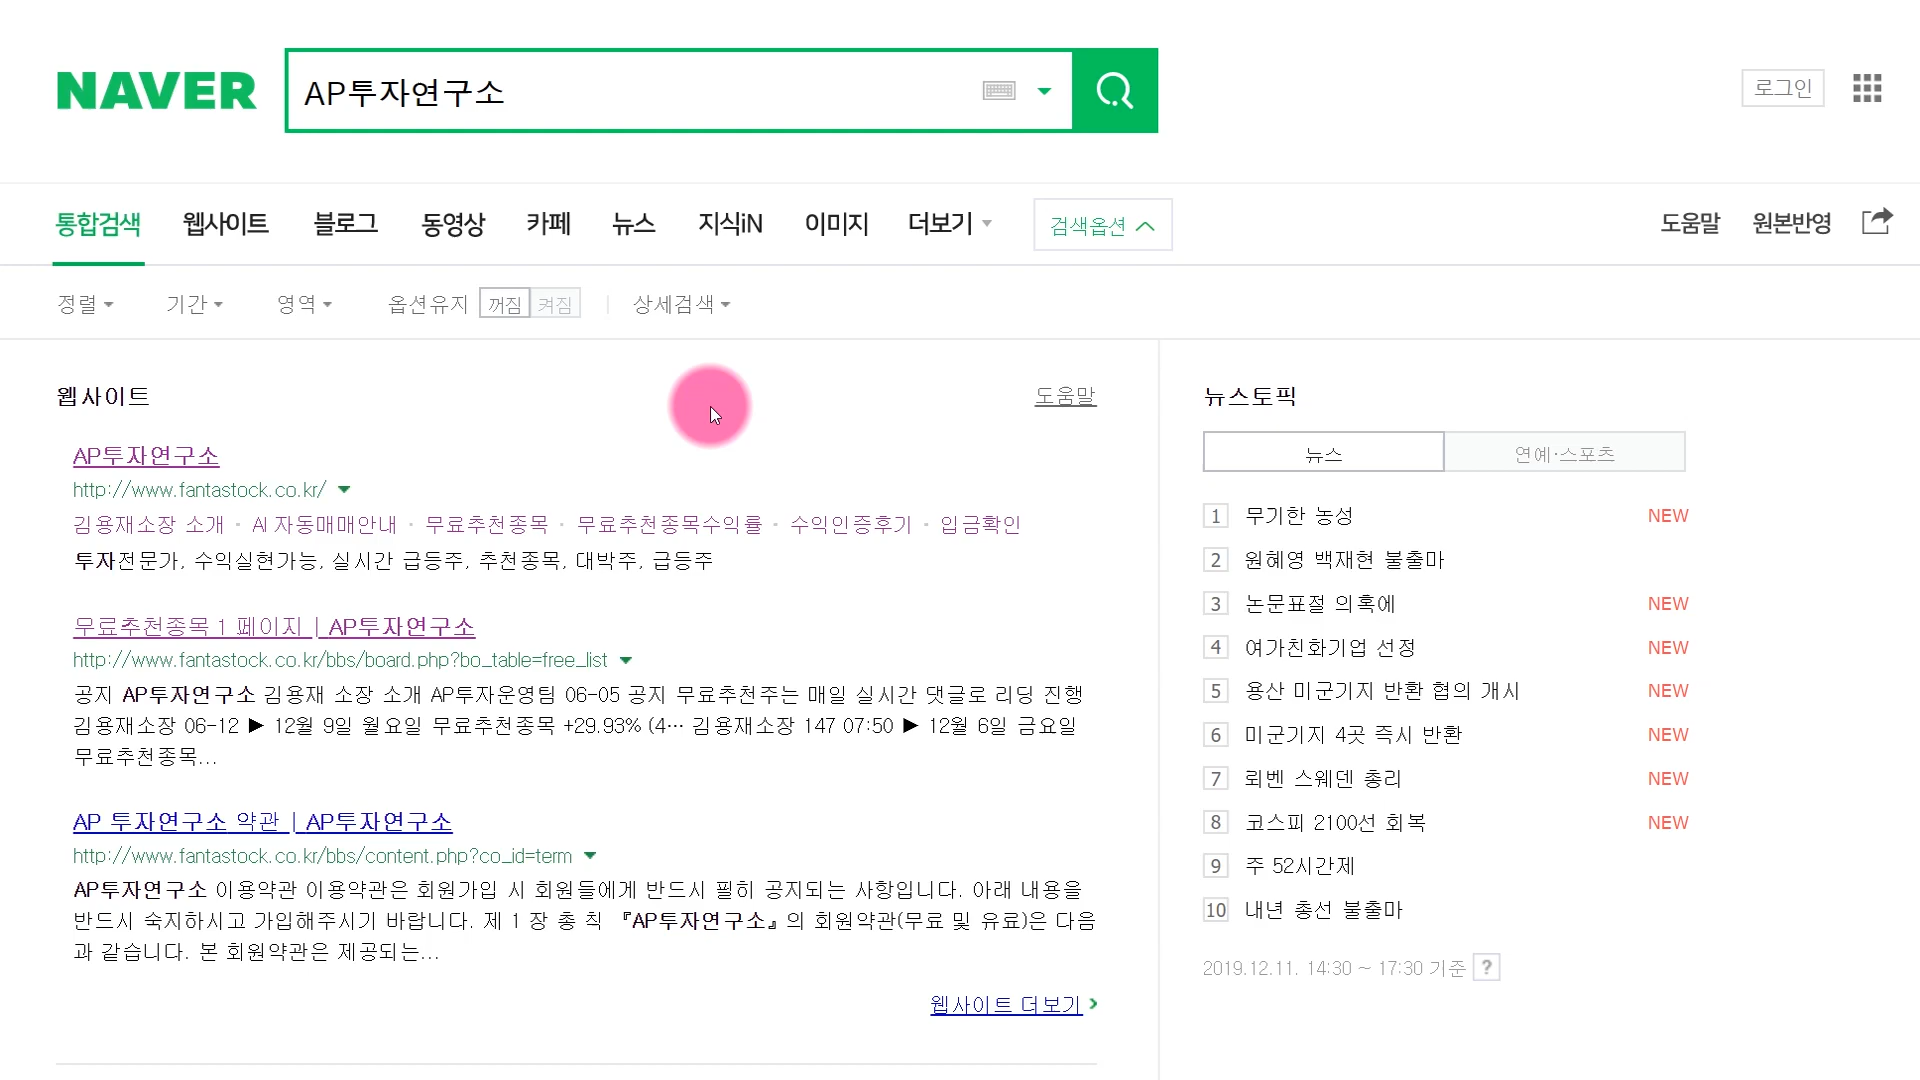 NAVER
AP투자연구소
로그인
통합검색 웹사이트 블로그 동영상 카페 뉴스 지식iN 이미지 더보기 검색옵션 도움말 원본반영
정렬 기간 영역 옵션유지 꺼짐 켜짐 상세검색
웹사이트 도움말
AP투자연구소
http://www.fantastock.co.kr/
김용재소장 소개 · AI 자동매매안내 · 무료추천종목 · 무료추천종목수익률 · 수익인증후기 · 입금확인
투자전문가, 수익실현가능, 실시간 급등주, 추천종목, 대박주, 급등주
무료추천종목 1 페이지 | AP투자연구소
http://www.fantastock.co.kr/bbs/board.php?bo_table=free_list
공지 AP투자연구소 김용재 소장 소개 AP투자운영팀 06-05 공지 무료추천주는 매일 실시간 댓글로 리딩 진행
김용재소장 06-12 ▶ 12월 9일 월요일 무료추천종목 +29.93% (4… 김용재소장 147 07:50 ▶ 12월 6일 금요일
무료추천종목...
AP 투자연구소 약관 | AP투자연구소
http://www.fantastock.co.kr/bbs/content.php?co_id=term
AP투자연구소 이용약관 이용약관은 회원가입 시 회원들에게 반드시 필히 공지되는 사항입니다. 아래 내용을
반드시 숙지하시고 가입해주시기 바랍니다. 제 1 장 총 칙 『AP투자연구소』의 회원약관(무료 및 유료)은 다음
과 같습니다. 본 회원약관은 제공되는...
웹사이트 더보기
뉴스토픽
뉴스 연예·스포츠
1 무기한 농성 NEW
2 원혜영 백재현 불출마
3 논문표절 의혹에 NEW
4 여가친화기업 선정 NEW
5 용산 미군기지 반환 협의 개시 NEW
6 미군기지 4곳 즉시 반환 NEW
7 뢰벤 스웨덴 총리 NEW
8 코스피 2100선 회복 NEW
9 주 52시간제
10 내년 총선 불출마
2019.12.11. 14:30 ~ 17:30 기준 ?